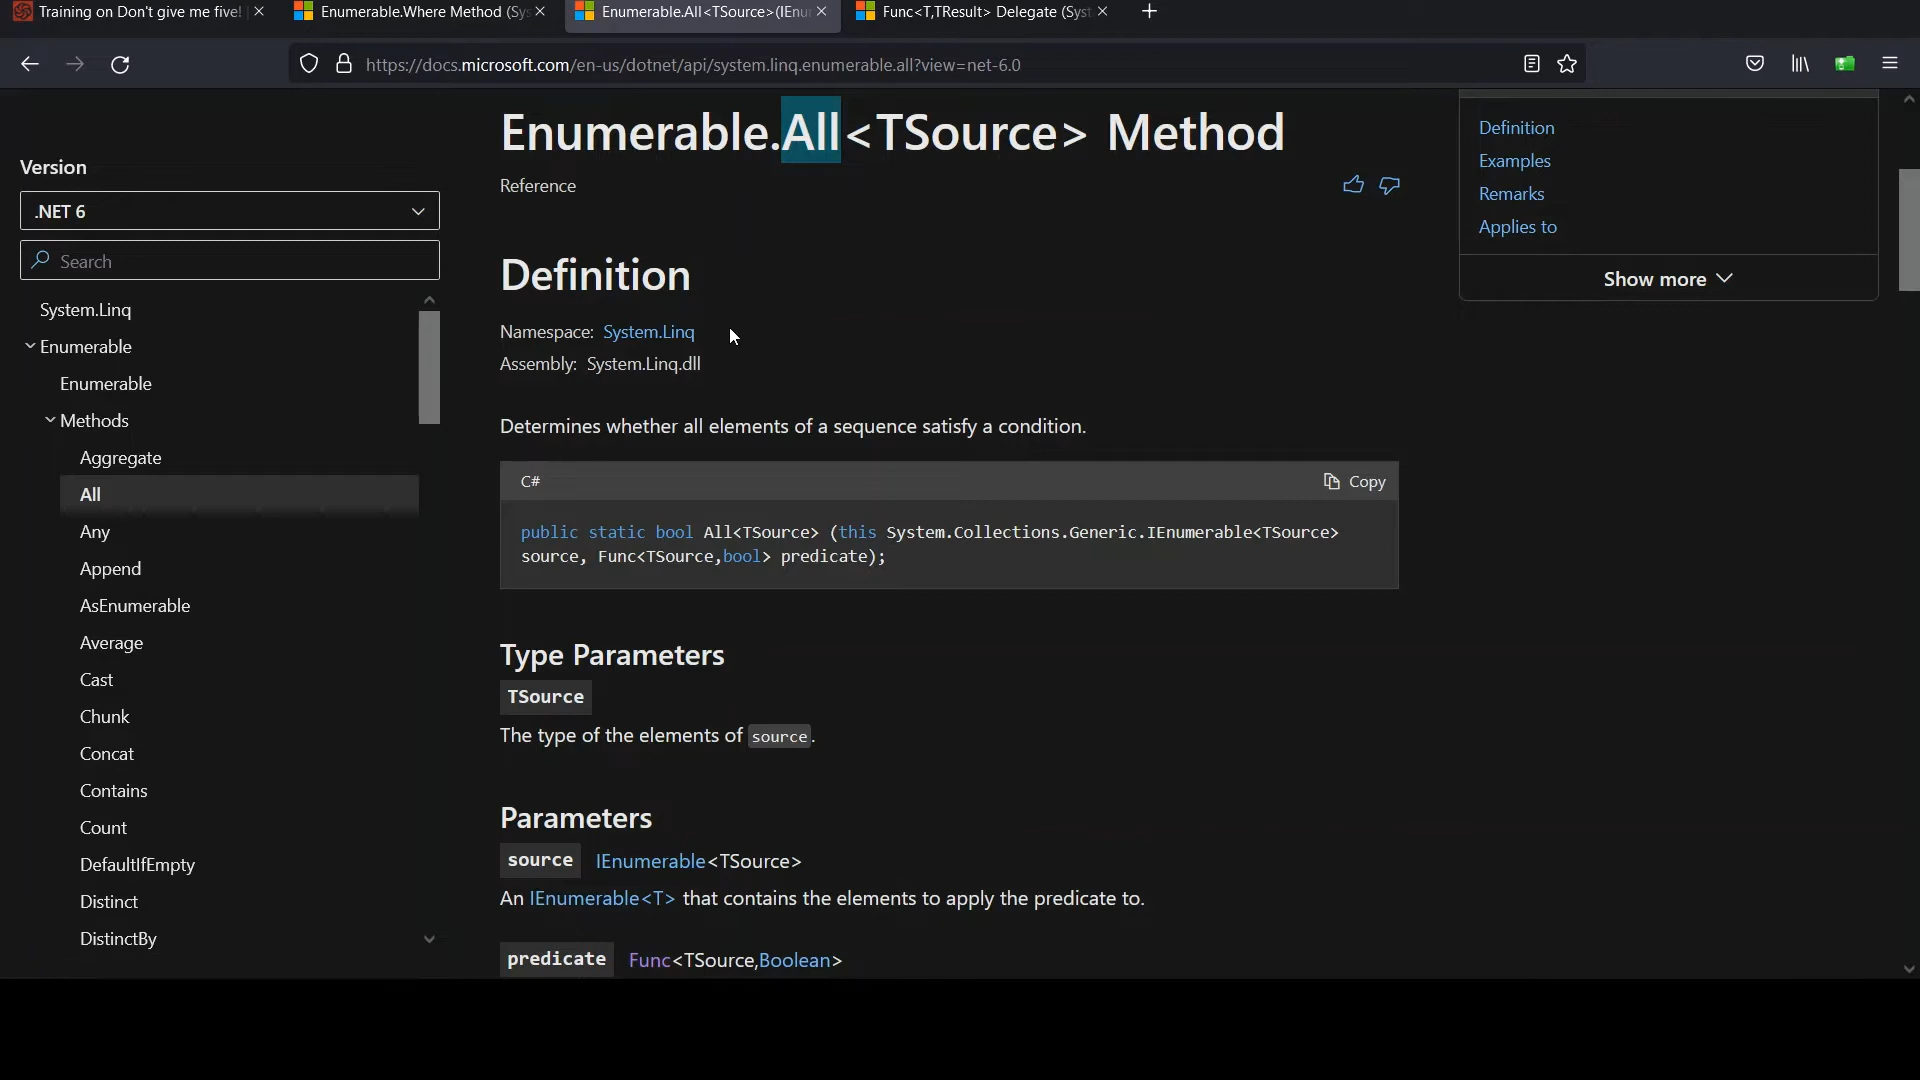 Training on Don't give me five!
Enumerable.Where Method (Sys
Enumerable.All<TSource>(IEnu
Func<T,TResult> Delegate (Syst
https://docs.microsoft.com/en-us/dotnet/api/system.linq.enumerable.all?view=net-6.0
Version
.NET 6
Search
System.Linq
Enumerable
Enumerable
Methods
Aggregate
All
Any
Append
AsEnumerable
Average
Cast
Chunk
Concat
Contains
Count
DefaultIfEmpty
Distinct
DistinctBy
Enumerable.All<TSource> Method
Reference
Definition
Namespace: System.Linq
Assembly: System.Linq.dll
Determines whether all elements of a sequence satisfy a condition.
C#
Copy
public static bool All<TSource> (this System.Collections.Generic.IEnumerable<TSource>
source, Func<TSource,bool> predicate);
Type Parameters
TSource
The type of the elements of source.
Parameters
source IEnumerable<TSource>
An IEnumerable<T> that contains the elements to apply the predicate to.
predicate Func<TSource,Boolean>
Definition
Examples
Remarks
Applies to
Show more